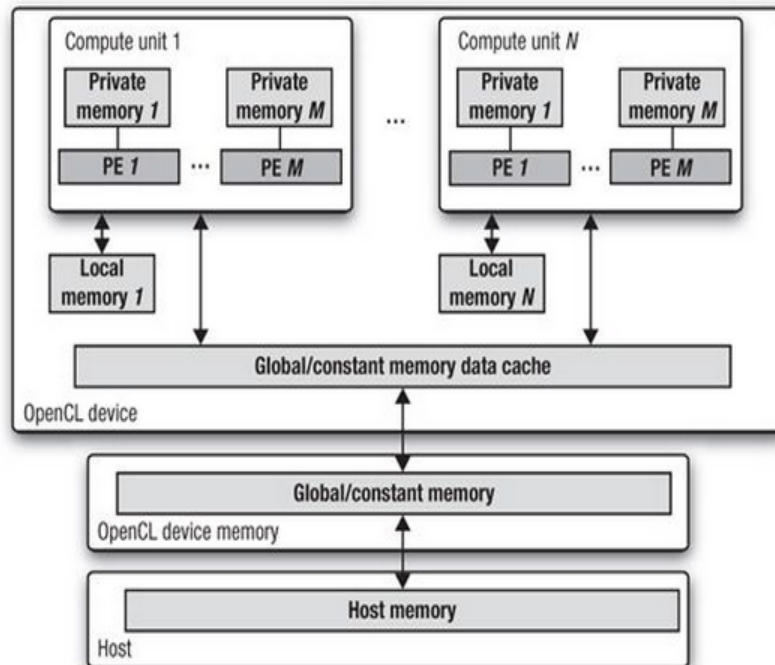 Compute unit 1
Compute unit N
Private
memory 1
Private
memory M
Private
memory 1
Private
memory M
...
PE 1
...
PE M
PE 1
...
PE M
Local
memory 1
Local
memory N
Global/constant memory data cache
OpenCL device
Global/constant memory
OpenCL device memory
Host memory
Host